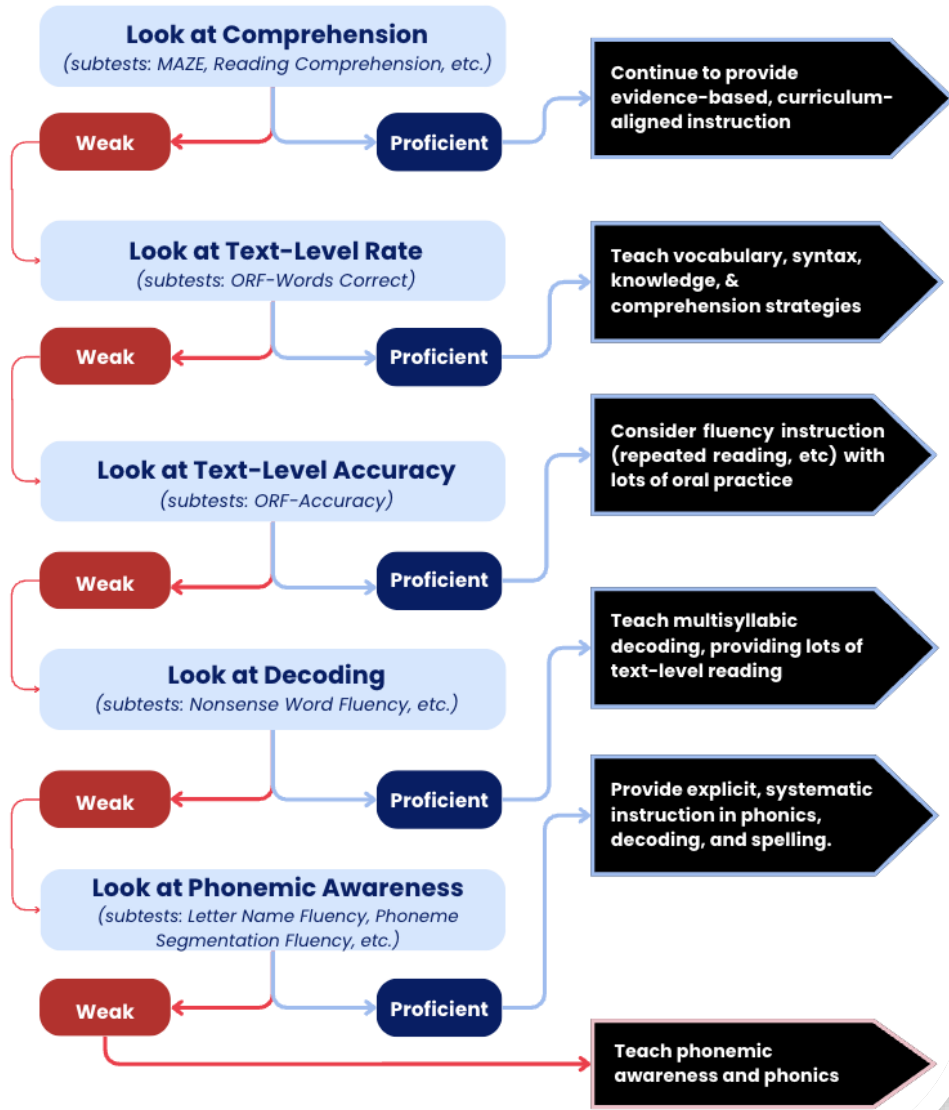 Look at Comprehension
(subtests: MAZE, Reading Comprehension, etc.)
Weak
Proficient
Continue to provide
evidence-based, curriculum-
aligned instruction
Look at Text-Level Rate
(subtests: ORF-Words Correct)
Weak
Proficient
Teach vocabulary, syntax,
knowledge, &
comprehension strategies
Look at Text-Level Accuracy
(subtests: ORF-Accuracy)
Weak
Proficient
Consider fluency instruction
(repeated reading, etc) with
lots of oral practice
Look at Decoding
(subtests: Nonsense Word Fluency, etc.)
Weak
Proficient
Teach multisyllabic
decoding, providing lots of
text-level reading
Look at Phonemic Awareness
(subtests: Letter Name Fluency, Phoneme
Segmentation Fluency, etc.)
Weak
Proficient
Provide explicit, systematic
instruction in phonics,
decoding, and spelling.
Teach phonemic
awareness and phonics